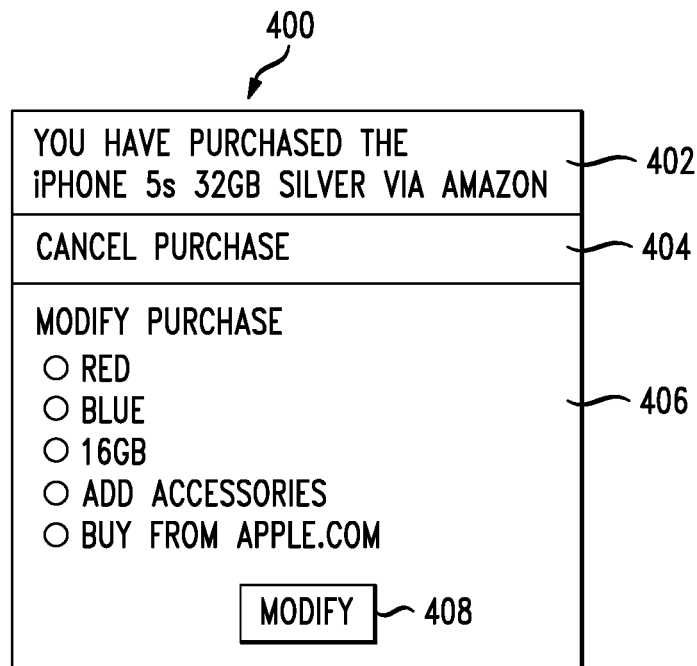 400
YOU HAVE PURCHASED THE
iPHONE 5s 32GB SILVER VIA AMAZON
402
CANCEL PURCHASE
404
MODIFY PURCHASE
RED
BLUE
406
16GB
ADD ACCESSORIES
BUY FROM APPLE.COM
MODIFY
408